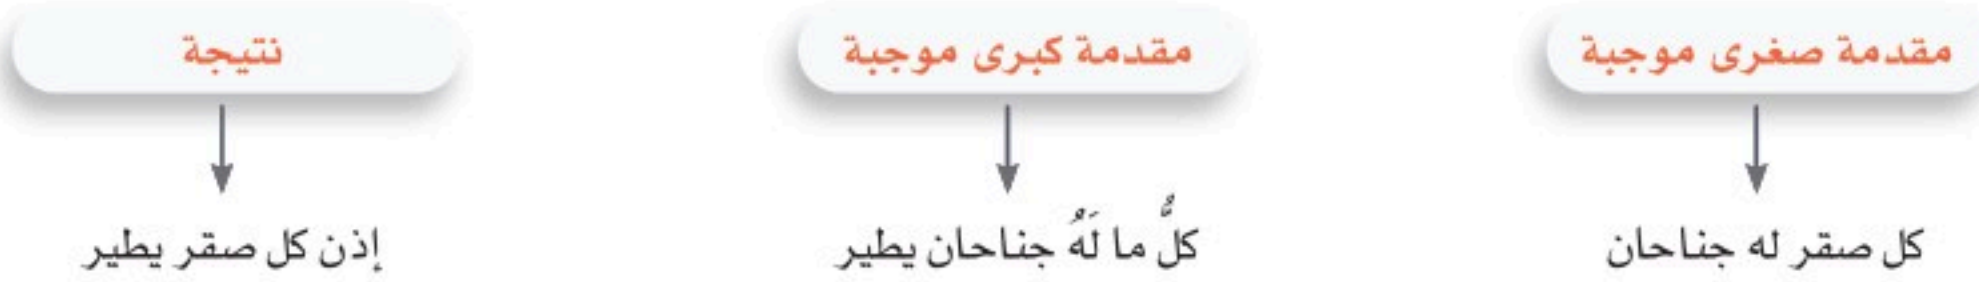 مقدمة صغرى موجبة
مقدمة كبرى موجبة
نتيجة
كل صقر له جناحان
كلُّ ما لَهُ جناحان يطير
إذن كل صقر يطير